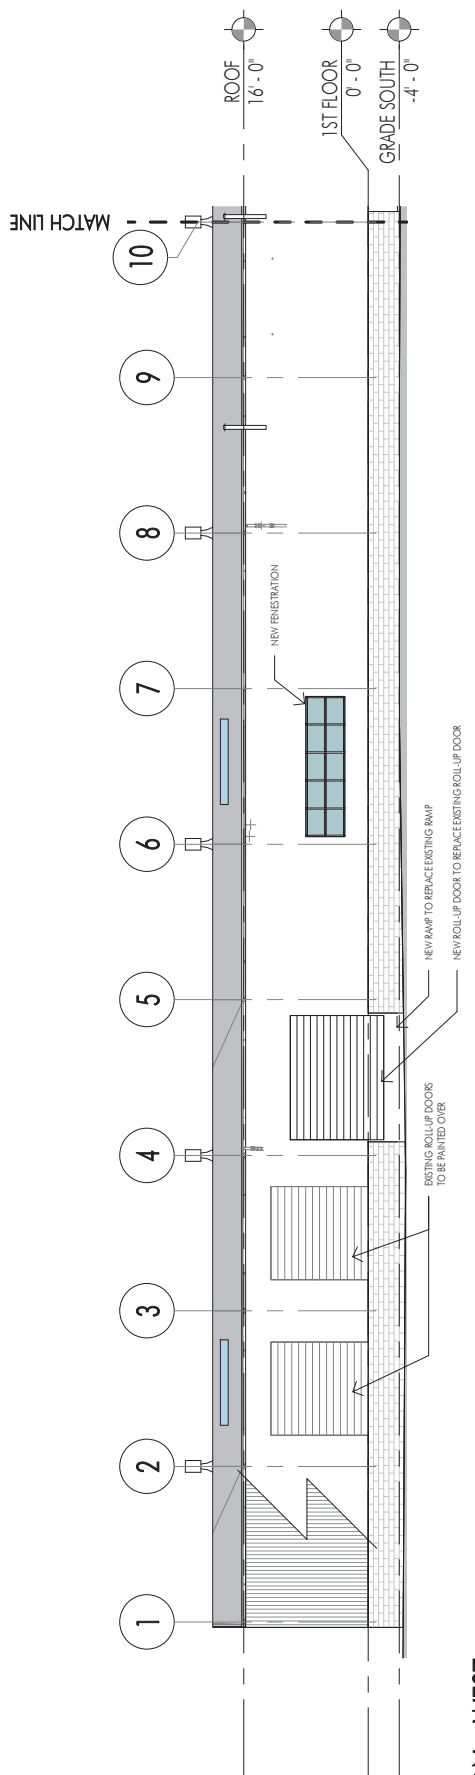 MATCH LINE
1
2
3
4
5
6
7
8
9
10
ROOF
16' - 0"
1ST FLOOR
0' - 0"
GRADE SOUTH
-4' - 0"
NEW FENESTRATION
NEW RAMP TO REPLACE EXISTING RAMP
NEW ROLL-UP DOOR TO REPLACE EXISTING ROLL-UP DOOR
EXISTING ROLL-UP DOORS
TO BE PAINTED OVER